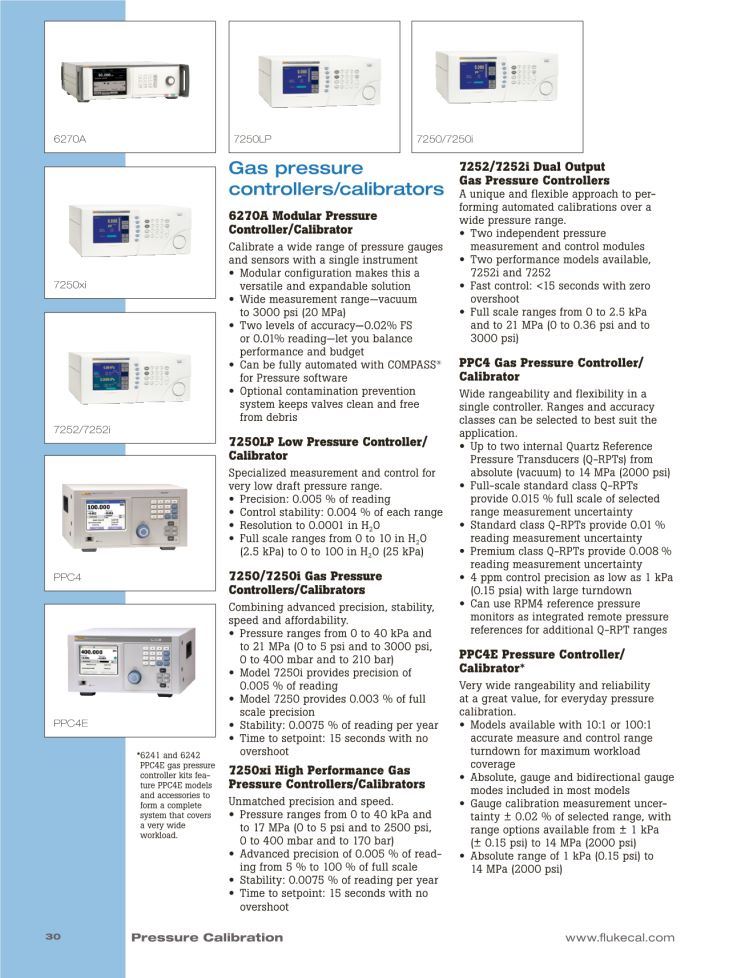 6270A
7250LP
7250/7250i
7250xi
7252/7252i
PPC4
PPC4E
*6241 and 6242
PPC4E gas pressure
controller kits fea-
ture PPC4E models
and accessories to
form a complete
system that covers
a very wide
workload.
Gas pressure
controllers/calibrators
6270A Modular Pressure
Controller/Calibrator
Calibrate a wide range of pressure gauges
and sensors with a single instrument
• Modular configuration makes this a
versatile and expandable solution
• Wide measurement range—vacuum
to 3000 psi (20 MPa)
• Two levels of accuracy—0.02% FS
or 0.01% reading—let you balance
performance and budget
• Can be fully automated with COMPASS®
for Pressure software
• Optional contamination prevention
system keeps valves clean and free
from debris
7250LP Low Pressure Controller/
Calibrator
Specialized measurement and control for
very low draft pressure range.
• Precision: 0.005 % of reading
• Control stability: 0.004 % of each range
• Resolution to 0.0001 in H₂O
• Full scale ranges from 0 to 10 in H₂O
(2.5 kPa) to 0 to 100 in H₂O (25 kPa)
7250/7250i Gas Pressure
Controllers/Calibrators
Combining advanced precision, stability,
speed and affordability.
• Pressure ranges from 0 to 40 kPa and
to 21 MPa (0 to 5 psi and to 3000 psi,
0 to 400 mbar and to 210 bar)
• Model 7250i provides precision of
0.005 % of reading
• Model 7250 provides 0.003 % of full
scale precision
• Stability: 0.0075 % of reading per year
• Time to setpoint: 15 seconds with no
overshoot
7250xi High Performance Gas
Pressure Controllers/Calibrators
Unmatched precision and speed.
• Pressure ranges from 0 to 40 kPa and
to 17 MPa (0 to 5 psi and to 2500 psi,
0 to 400 mbar and to 170 bar)
• Advanced precision of 0.005 % of read-
ing from 5 % to 100 % of full scale
• Stability: 0.0075 % of reading per year
• Time to setpoint: 15 seconds with no
overshoot
7252/7252i Dual Output
Gas Pressure Controllers
A unique and flexible approach to per-
forming automated calibrations over a
wide pressure range.
• Two independent pressure
measurement and control modules
• Two performance models available,
7252i and 7252
• Fast control: <15 seconds with zero
overshoot
• Full scale ranges from 0 to 2.5 kPa
and to 21 MPa (0 to 0.36 psi and to
3000 psi)
PPC4 Gas Pressure Controller/
Calibrator
Wide rangeability and flexibility in a
single controller. Ranges and accuracy
classes can be selected to best suit the
application.
• Up to two internal Quartz Reference
Pressure Transducers (Q-RPTs) from
absolute (vacuum) to 14 MPa (2000 psi)
• Full-scale standard class Q-RPTs
provide 0.015 % full scale of selected
range measurement uncertainty
• Standard class Q-RPTs provide 0.01 %
reading measurement uncertainty
• Premium class Q-RPTs provide 0.008 %
reading measurement uncertainty
• 4 ppm control precision as low as 1 kPa
(0.15 psia) with large turndown
• Can use RPM4 reference pressure
monitors as integrated remote pressure
references for additional Q-RPT ranges
PPC4E Pressure Controller/
Calibrator*
Very wide rangeability and reliability
at a great value, for everyday pressure
calibration.
• Models available with 10:1 or 100:1
accurate measure and control range
turndown for maximum workload
coverage
• Absolute, gauge and bidirectional gauge
modes included in most models
• Gauge calibration measurement uncer-
tainty ± 0.02 % of selected range, with
range options available from ± 1 kPa
(± 0.15 psi) to 14 MPa (2000 psi)
• Absolute range of 1 kPa (0.15 psi) to
14 MPa (2000 psi)
30
Pressure Calibration
www.flukecal.com